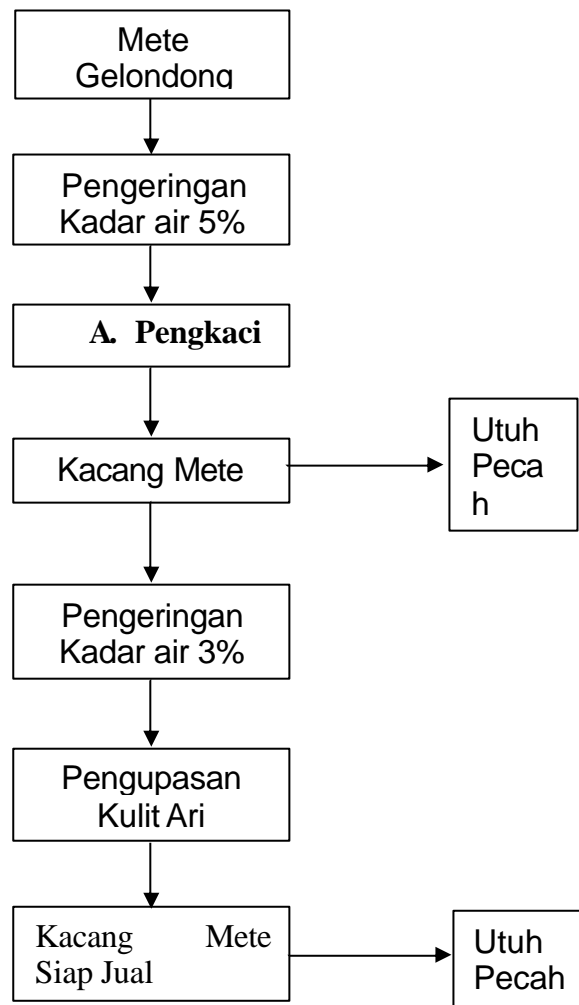 Mete
Gelondong
Pengeringan
Kadar air 5%
A. Pengkaci
Kacang Mete
Utuh
Peca
h
Pengeringan
Kadar air 3%
Pengupasan
Kulit Ari
Kacang Mete
Siap Jual
Utuh
Pecah